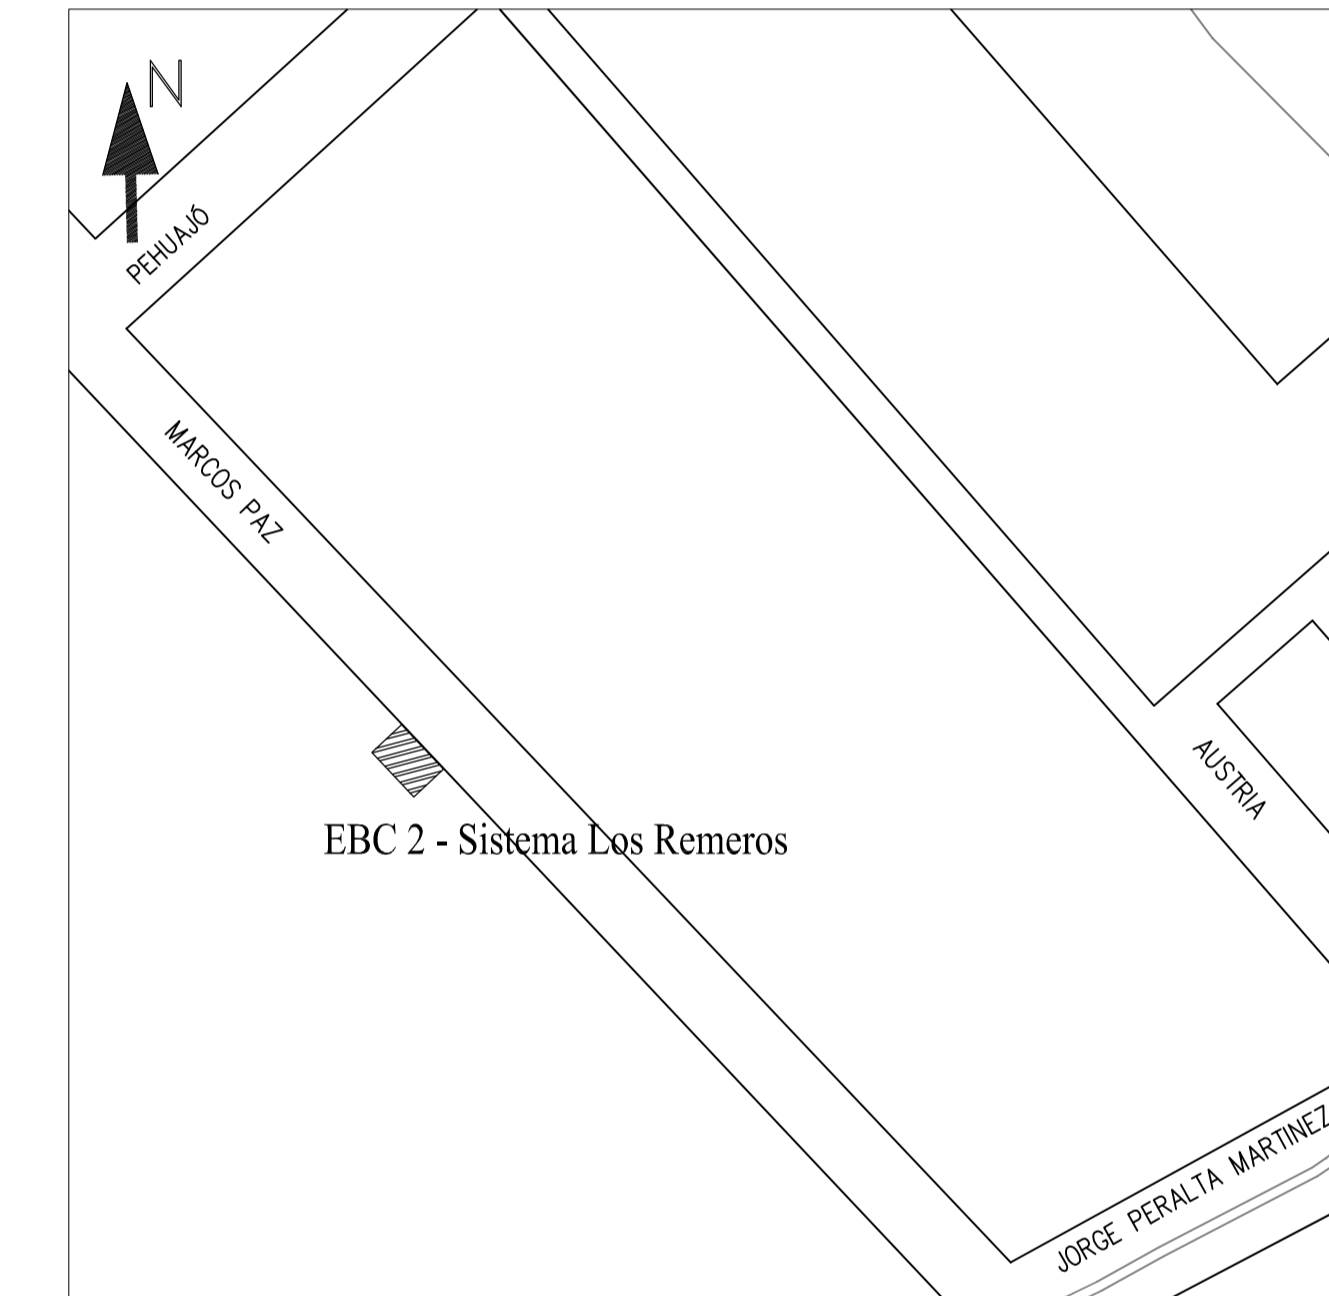 N
PEHUAJÓ
MARCOS PAZ
AUSTRIA
EBC 2 - Sistema Los Remeros
JORGE PERALTA MARTINEZ